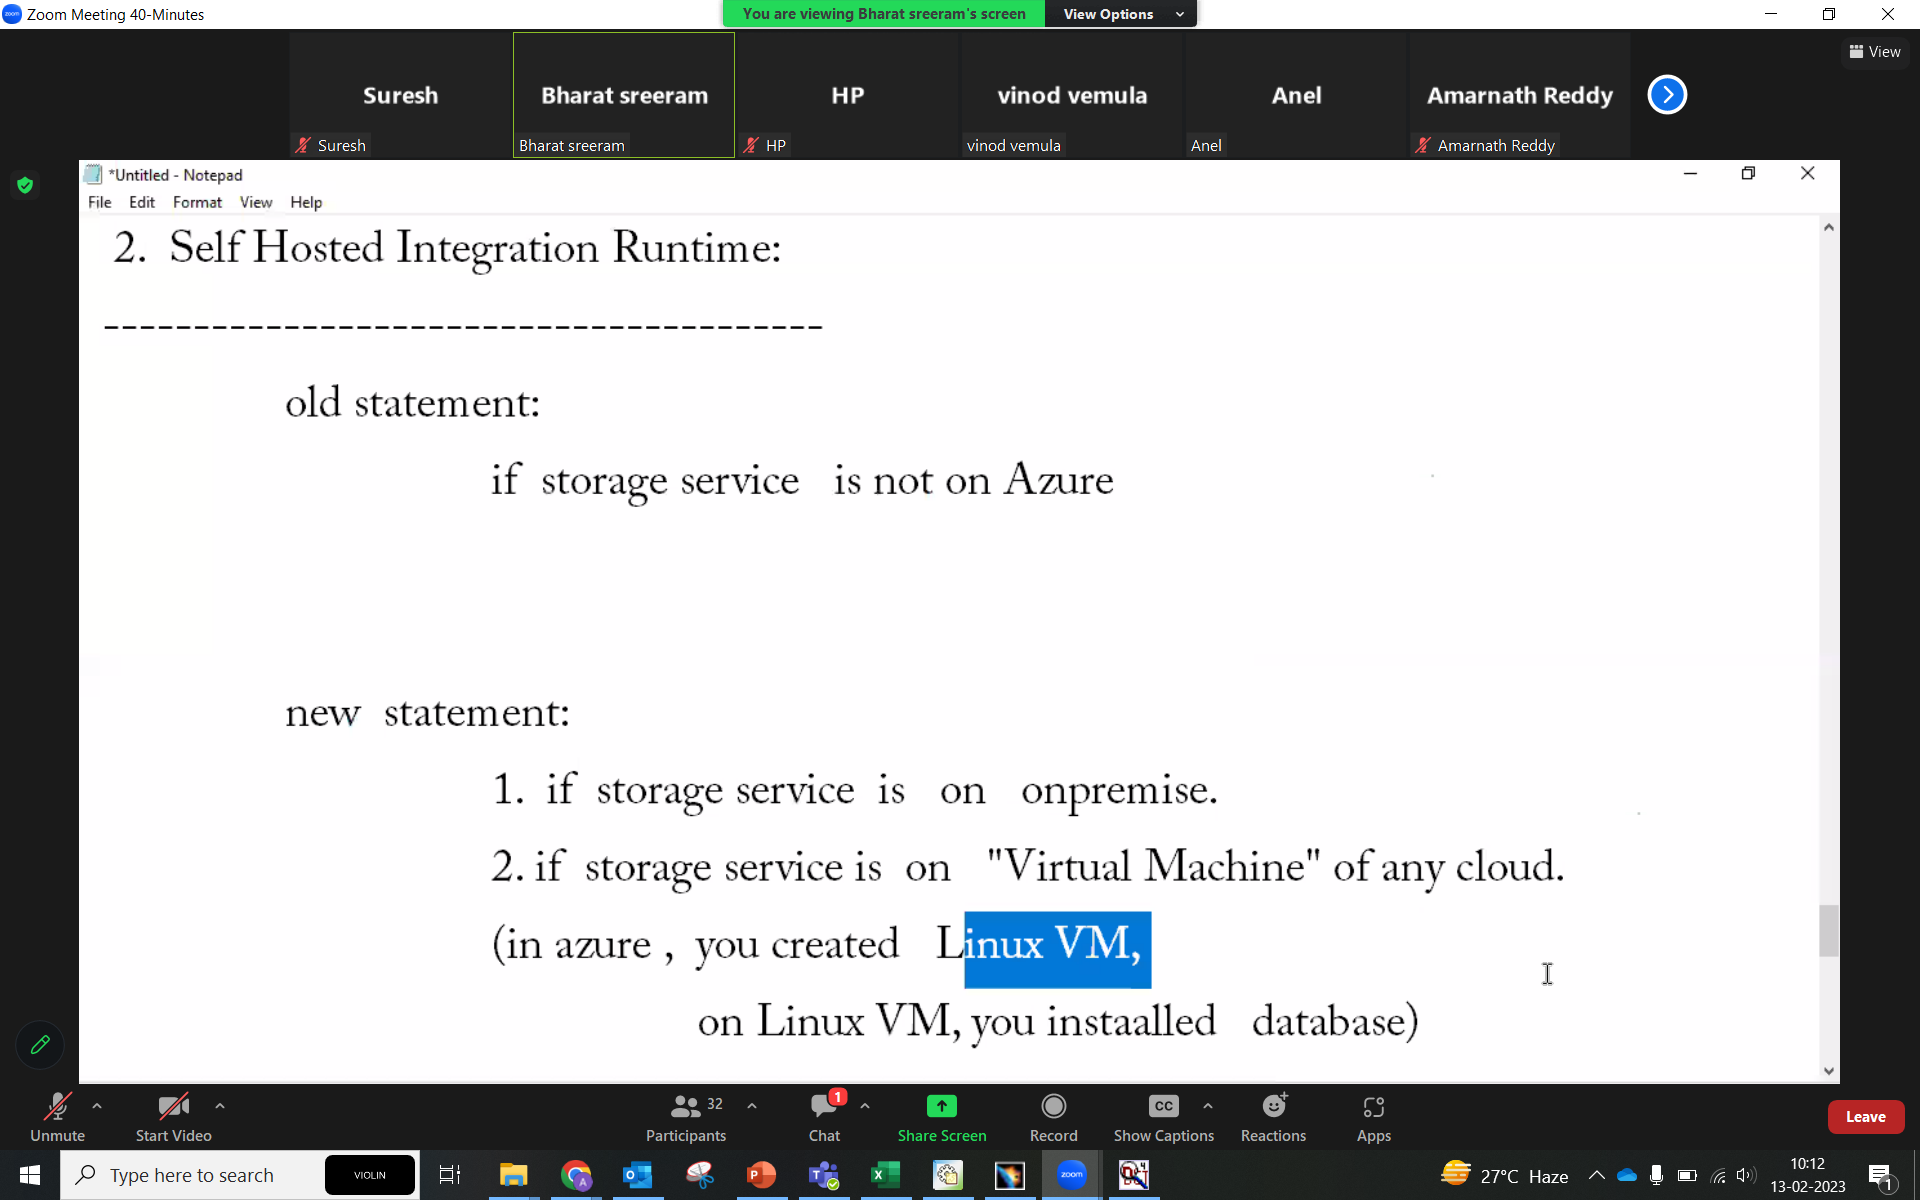 Zoom Meeting 40-Minutes
You are viewing Bharat sreeram's screen View Options
View
Suresh Bharat sreeram HP vinod vemula Anel Amarnath Reddy
Suresh Bharat sreeram HP vinod vemula Anel Amarnath Reddy
*Untitled - Notepad
File Edit Format View Help
2. Self Hosted Integration Runtime:
----------------------------------------
old statement:
if storage service is not on Azure
new statement:
1. if storage service is on onpremise.
2. if storage service is on "Virtual Machine" of any cloud.
(in azure , you created Linux VM,
on Linux VM, you instaalled database)
32 1 CC
Unmute Start Video Participants Chat Share Screen Record Show Captions Reactions Apps Leave
Type here to search VIOLIN zoom 27°C Haze 10:12
13-02-2023 1